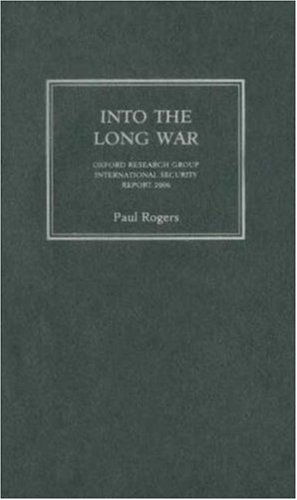 INTO THE
LONG WAR
OXFORD RESEARCH GROUP
INTERNATIONAL SECURITY
REPORT 2006
Paul Rogers